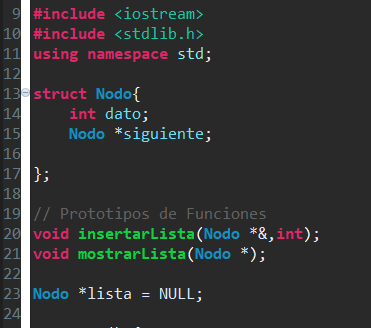 9 #include <iostream>
10 #include <stdlib.h>
11 using namespace std;
12
13 struct Nodo{
14 int dato;
15 Nodo *siguiente;
16
17 };
18
19 // Prototipos de Funciones
20 void insertarLista(Nodo *&,int);
21 void mostrarLista(Nodo *);
22
23 Nodo *lista = NULL;
24